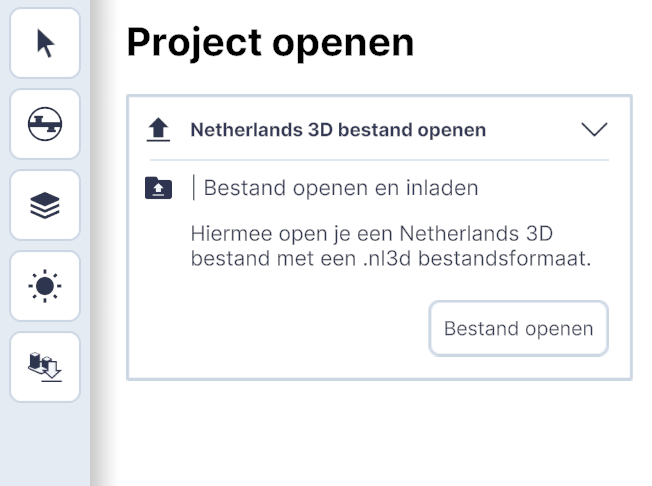 Project openen
Netherlands 3D bestand openen
Bestand openen en inladen
Hiermee open je een Netherlands 3D
bestand met een .nl3d bestandsformaat.
Bestand openen